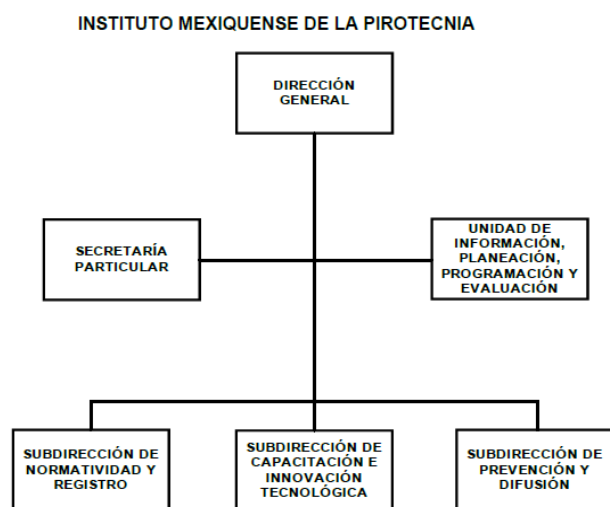 INSTITUTO MEXIQUENSE DE LA PIROTECNIA
DIRECCIÓN
GENERAL
SECRETARÍA
PARTICULAR
UNIDAD DE
INFORMACIÓN,
PLANEACIÓN,
PROGRAMACIÓN Y
EVALUACIÓN
SUBDIRECCIÓN DE
NORMATIVIDAD Y
REGISTRO
SUBDIRECCIÓN DE
CAPACITACIÓN E
INNOVACIÓN
TECNOLÓGICA
SUBDIRECCIÓN DE
PREVENCIÓN Y
DIFUSIÓN